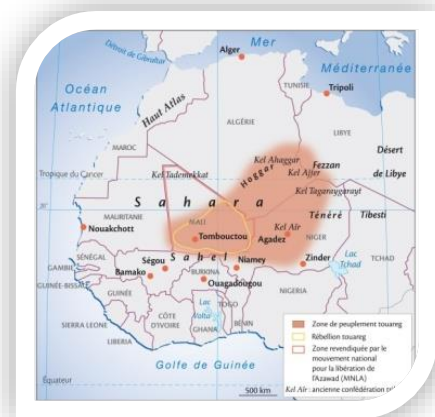 Mer
Méditerranée
Alger
Détroit de Gibraltar
Océan
Atlantique
TUNISIE
Tripoli
Haut Atlas
ALGÉRIE
LIBYE
MAROC
Kel Ahaggar
Fezzan
Désert
de Libye
Hoggar
Kel Ajjer
Tropique du Cancer
Kel Tademekkat
Kel Tagaraygarayt
20°
Sahara
MAURITANIE
Nouakchott
MALI
Tombouctou
Ténéré
Tibesti
Kel Aïr
Agadez
NIGER
SÉNÉGAL
Ségou
Sahel
Niamey
Zinder
Lac
Tchad
TCHAD
GAMBIE
Bamako
BURKINA
Ouagadougou
GUINÉE-BISSAU
GUINÉE
Lac
Volta
TOGO
BÉNIN
NIGERIA
SIERRA LEONE
CÔTE
D'IVOIRE
GHANA
LIBERIA
Golfe de Guinée
Équateur
500 km
Zone de peuplement touareg
Rébellion touareg
Zone revendiquée par le
mouvement national
pour la libération de
l'Azawad (MNLA)
Kel Aïr : ancienne confédération